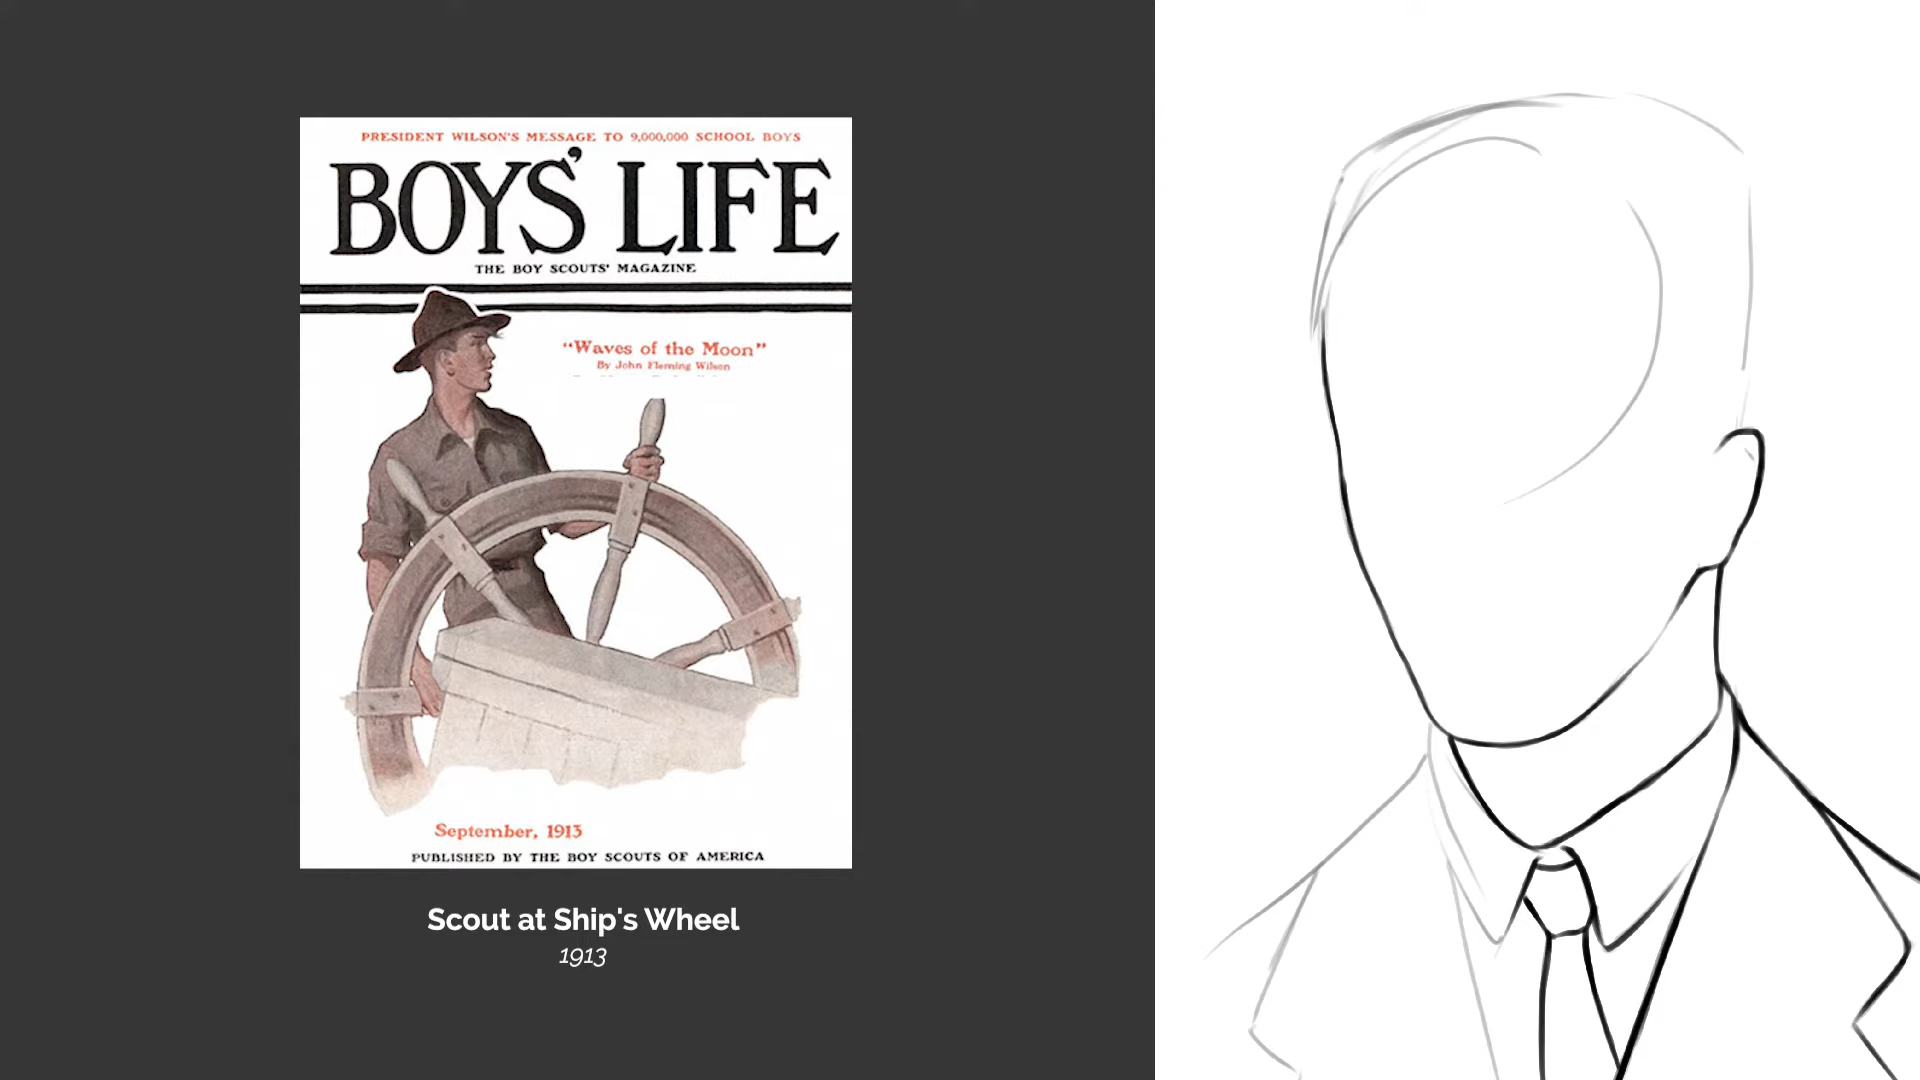 PRESIDENT WILSON'S MESSAGE TO 9,000,000 SCHOOL BOYS
BOYS' LIFE
THE BOY SCOUTS' MAGAZINE
"Waves of the Moon"
By John Fleming Wilson
September, 1913
PUBLISHED BY THE BOY SCOUTS OF AMERICA
Scout at Ship's Wheel
1913